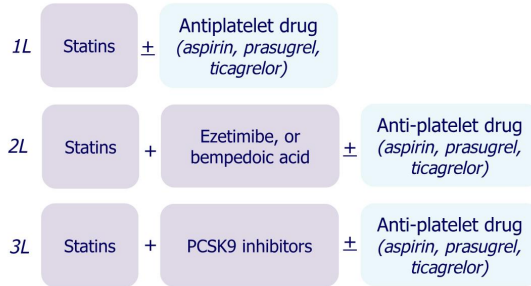 1L Statins ± Antiplatelet drug
(aspirin, prasugrel,
ticagrelor)
2L Statins + Ezetimibe, or
bempedoic acid ± Anti-platelet drug
(aspirin, prasugrel,
ticagrelor)
3L Statins + PCSK9 inhibitors ± Anti-platelet drug
(aspirin, prasugrel,
ticagrelor)